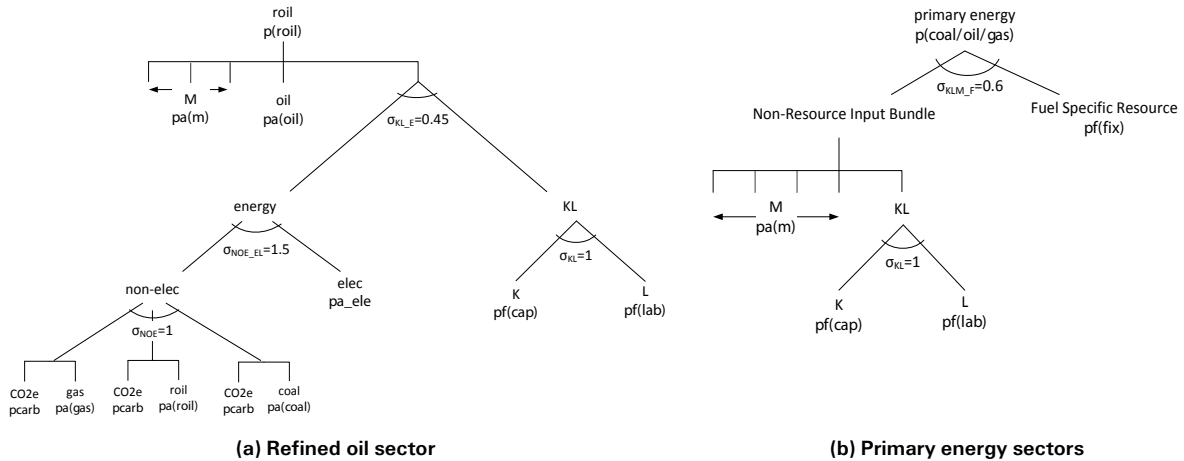 roil
p(roil)
M
pa(m)
oil
pa(oil)
σKL_E=0.45
energy
KL
σNOE_EL=1.5
σKL=1
non-elec
elec
pa_ele
K
pf(cap)
L
pf(lab)
σNOE=1
CO2e
pcarb
gas
pa(gas)
CO2e
pcarb
roil
pa(roil)
CO2e
pcarb
coal
pa(coal)
(a) Refined oil sector
primary energy
p(coal/oil/gas)
σKLM_F=0.6
Non-Resource Input Bundle
Fuel Specific Resource
pf(fix)
M
pa(m)
KL
σKL=1
K
pf(cap)
L
pf(lab)
(b) Primary energy sectors